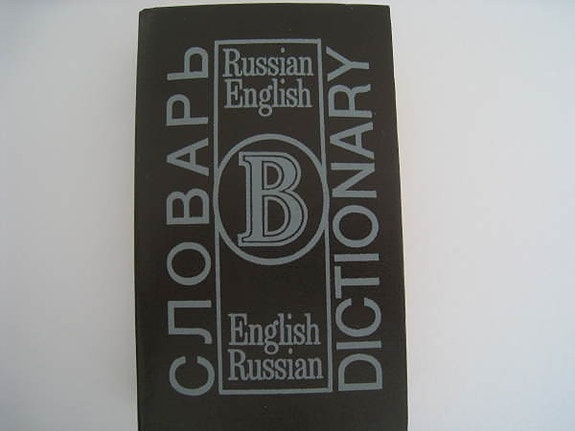 СЛОВАРЬ
Russian
English
B
English
Russian
DICTIONARY